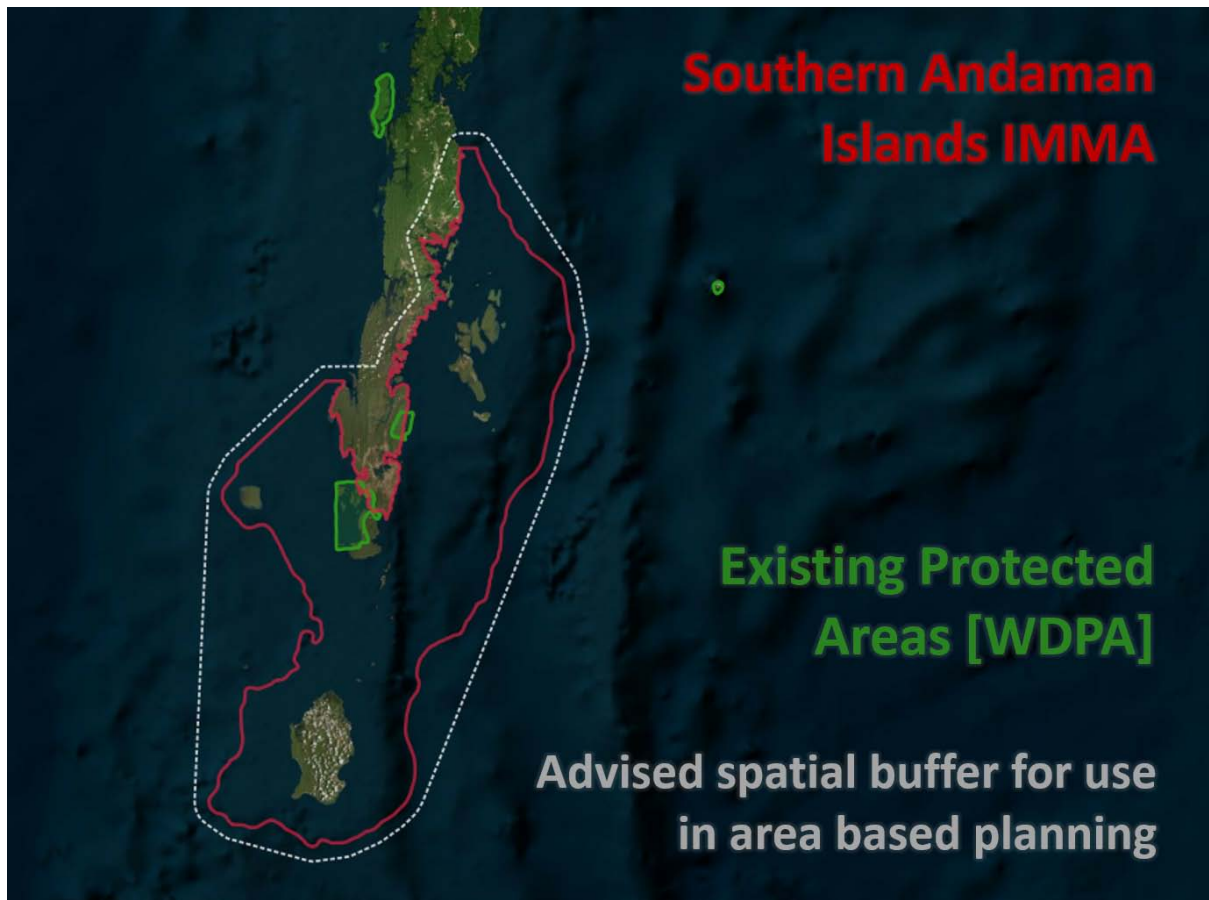 Southern Andaman
Islands IMMA
Existing Protected
Areas [WDPA]
Advised spatial buffer for use
in area based planning